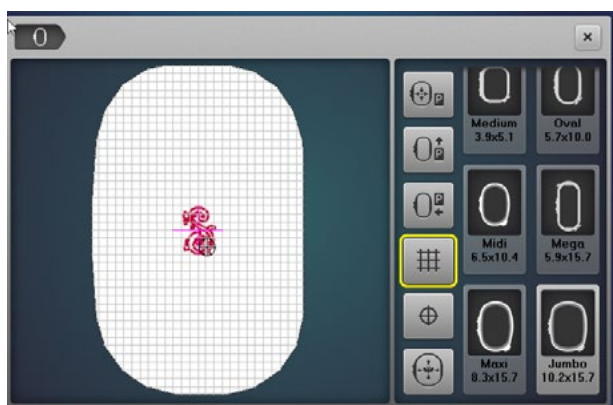 Medium
3.9x5.1
Oval
5.7x10.0
P
P
P
Midi
6.5x10.4
Mega
5.9x15.7
Maxi
8.3x15.7
Jumbo
10.2x15.7